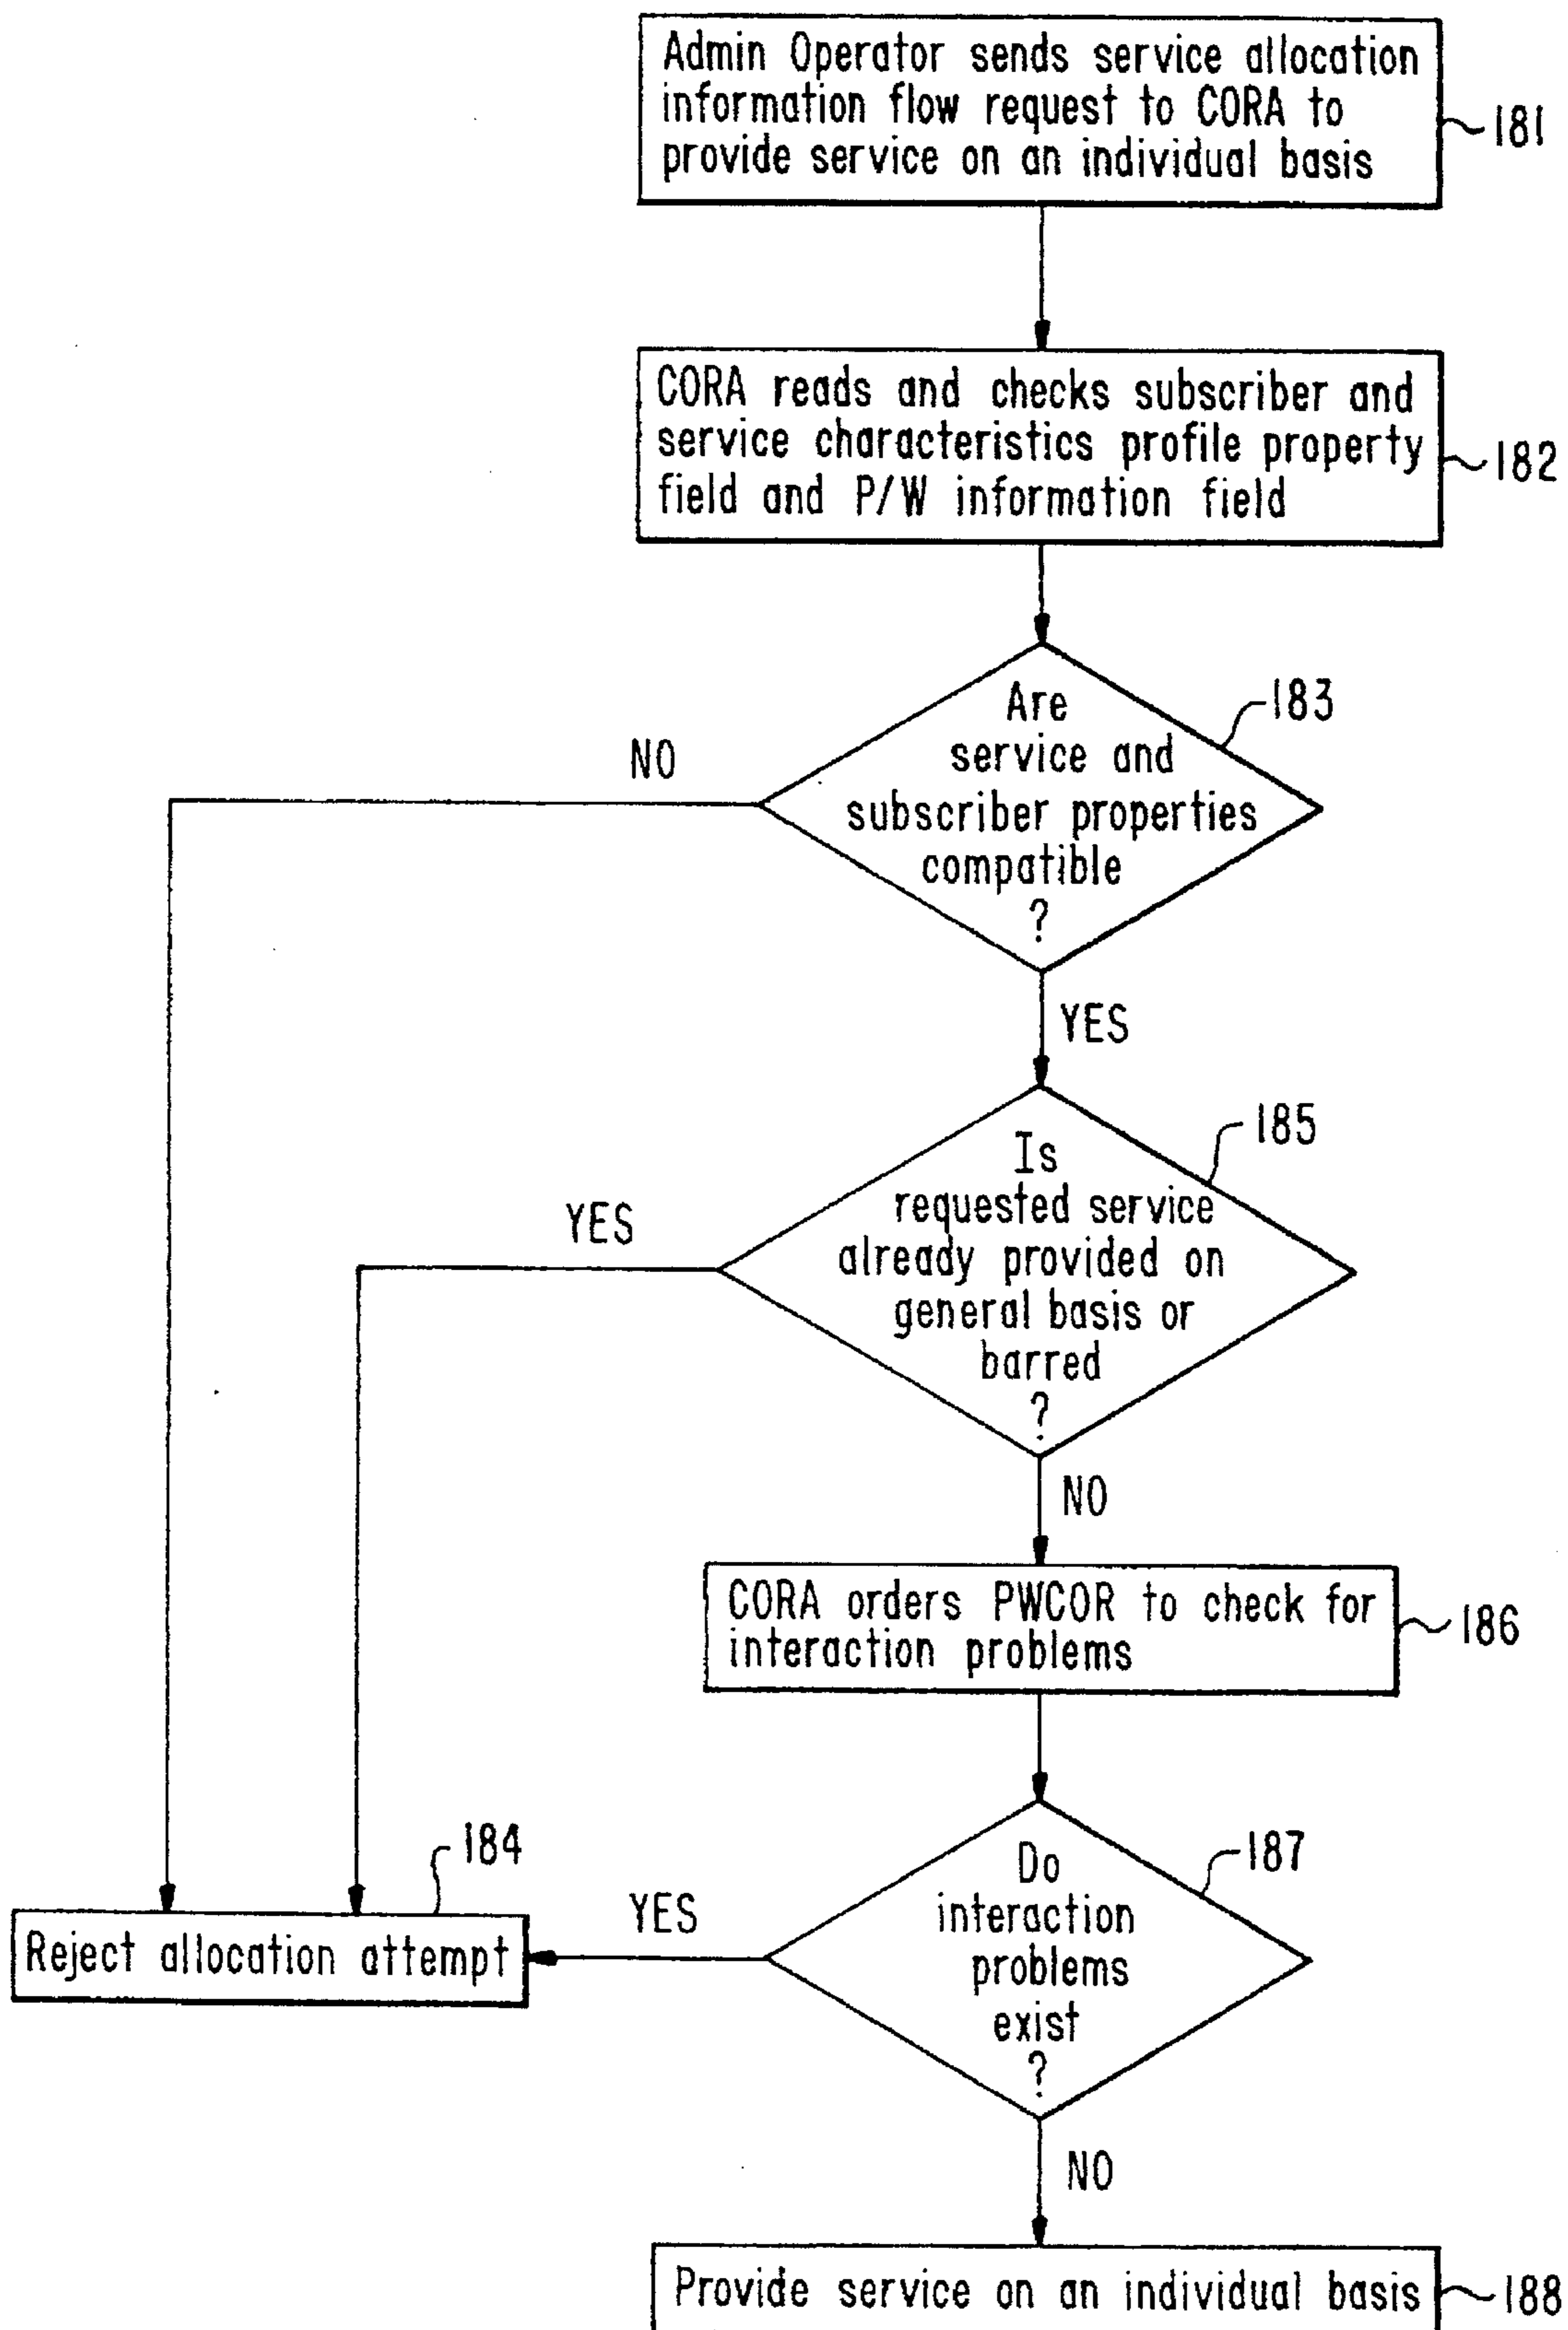 Admin Operator sends service allocation
information flow request to CORA to
provide service on an individual basis
181
CORA reads and checks subscriber and
service characteristics profile property
field and P/W information field
182
Are
service and
subscriber properties
compatible
?
183
NO
YES
Is
requested service
already provided on
general basis or
barred
?
185
YES
NO
CORA orders PWCOR to check for
interaction problems
186
Do
interaction
problems
exist
?
187
YES
184
Reject allocation attempt
NO
Provide service on an individual basis
188